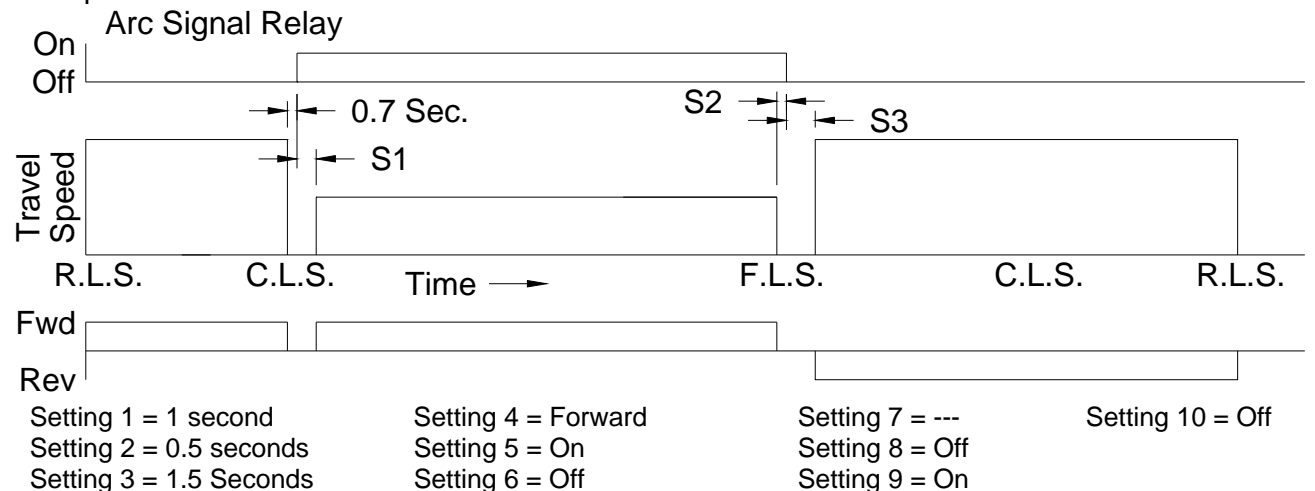 Arc Signal Relay
On
Off
0.7 Sec.
S2
S3
S1
Travel
Speed
R.L.S.
C.L.S.
Time
F.L.S.
C.L.S.
R.L.S.
Fwd
Rev
Setting 1 = 1 second
Setting 4 = Forward
Setting 7 = ---
Setting 10 = Off
Setting 2 = 0.5 seconds
Setting 5 = On
Setting 8 = Off
Setting 3 = 1.5 Seconds
Setting 6 = Off
Setting 9 = On